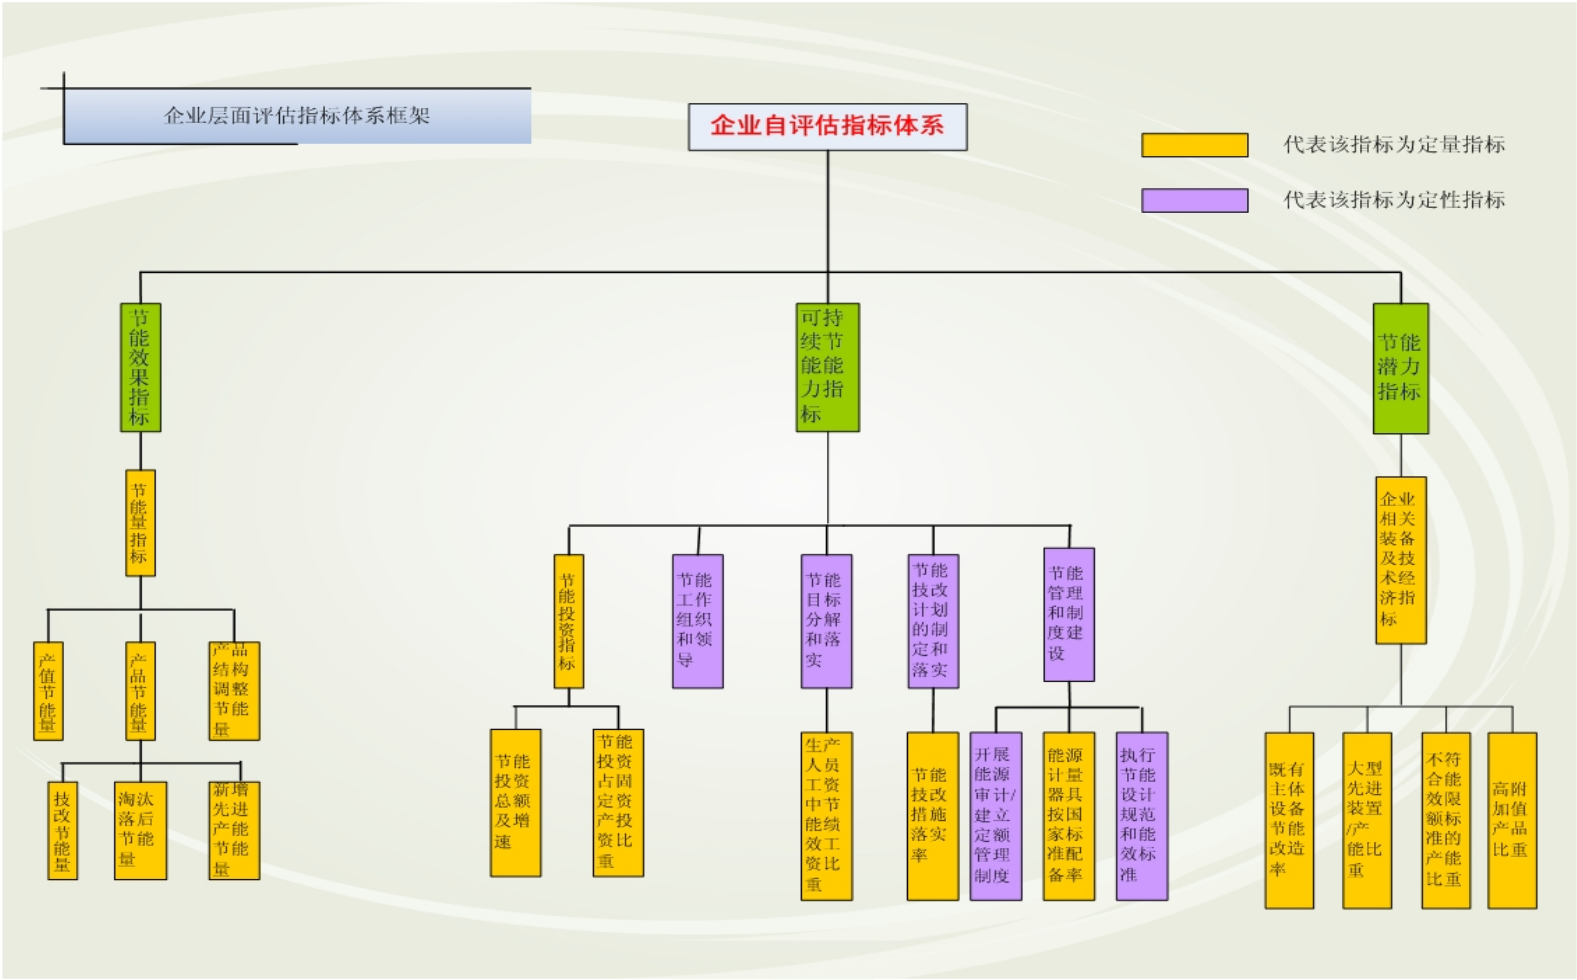 企业层面评估指标体系框架
企业自评估指标体系
代表该指标为定量指标
代表该指标为定性指标
节
能
效
果
指
标
可持
续节
能能
力指
标
节能
潜力
指标
节
能
量
指
标
企业
相关
装备
及技
术经
济指
标
节
能
投
资
指
标
节能
工作
组织
和领
导
节能
目标
分解
和落
实
节能
技改
计划
的制
定和
落实
节能
管理
和制
度建
设
产
值
节
能
量
产
品
节
能
量
产品
结构
调整
节能
量
技
改
节
能
量
淘汰
落后
节能
量
新增
先进
产能
节能
量
节能
投资
总额
及增
速
节能
投资
占固
定资
产投
资比
重
生产
人员
工资
中节
能绩
效工
资比
重
节能
技改
措施
落实
率
开展
能源
审计/
建立
定额
管理
制度
能源
计量
器具
按国
家标
准配
备率
执行
节能
设计
规范
和能
效标
准
既有
主体
设备
节能
改造
率
大型
先进
装置
/产
能比
重
不符
合能
效限
额标
准的
产能
比重
高附
加值
产品
比重